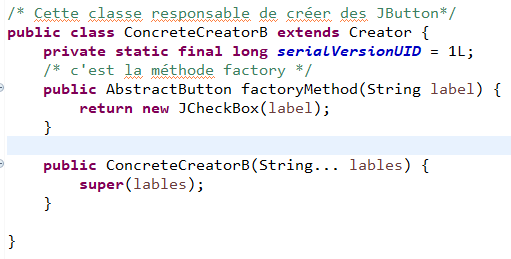 /* Cette classe responsable de créer des JButton*/
public class ConcreteCreatorB extends Creator {
private static final long serialVersionUID = 1L;
/* c'est la méthode factory */
public AbstractButton factoryMethod(String label) {
return new JCheckBox(label);
}
public ConcreteCreatorB(String... lables) {
super(lables);
}
}